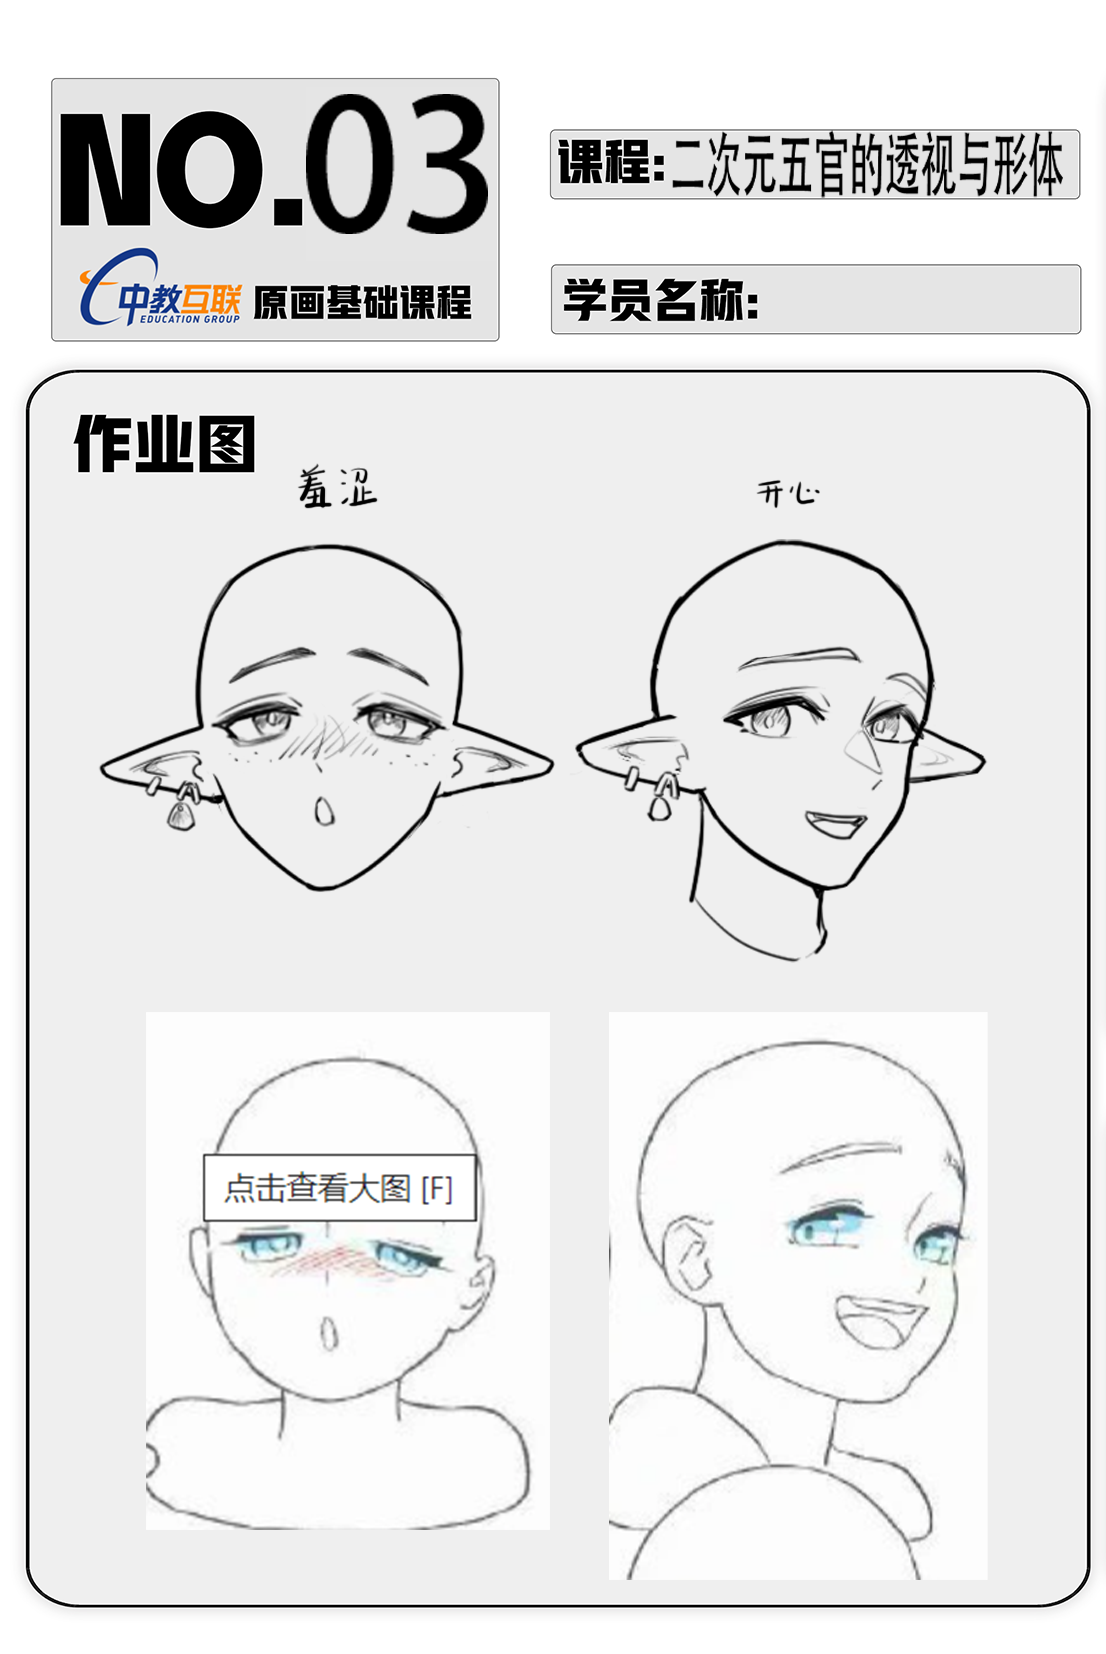 NO.03
中教互联
EDUCATION GROUP
原画基础课程
课程:二次元五官的透视与形体
学员名称:
作业图
羞涩
开心
点击查看大图 [F]